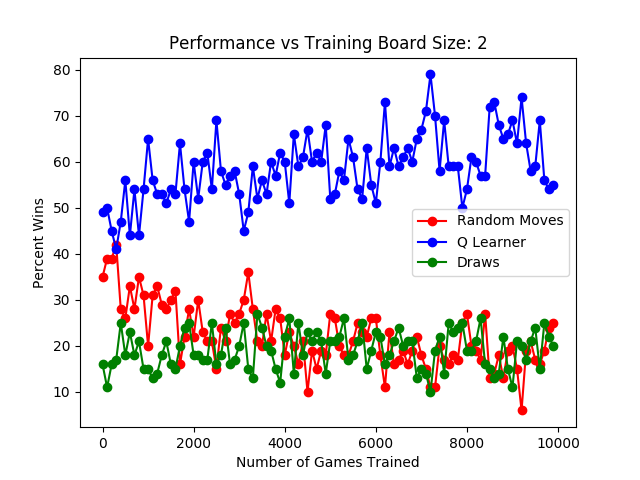 Performance vs Training Board Size: 2
Percent Wins
80
70
60
50
40
30
20
10
Random Moves
Q Learner
Draws
0
2000
4000
6000
8000
10000
Number of Games Trained